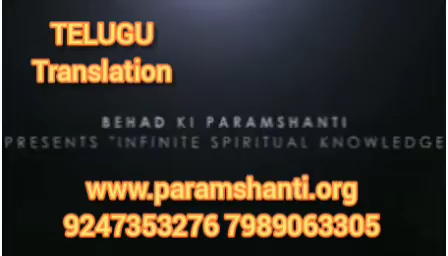 TELUGU
Translation
BEHAD KI PARAMSHANTI
PRESENTS "INFINITE SPIRITUAL KNOWLEDGE
www.paramshanti.org
9247353276 7989063305